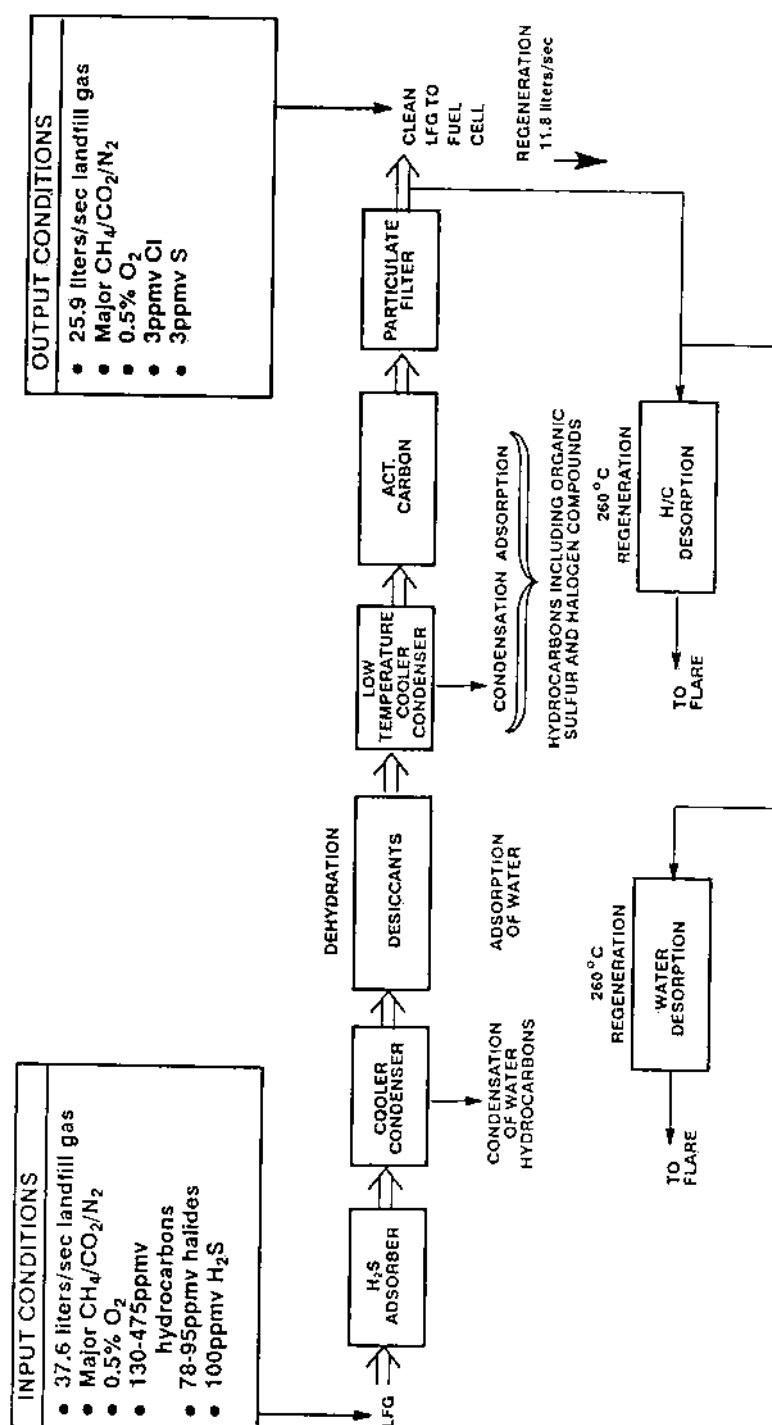 INPUT CONDITIONS
• 37.6 liters/sec landfill gas
• Major CH₄/CO₂/N₂
• 0.5% O₂
• 130-475ppmv
hydrocarbons
• 78-95ppmv halides
• 100ppmv H₂S
OUTPUT CONDITIONS
• 25.9 liters/sec landfill gas
• Major CH₄/CO₂/N₂
• 0.5% O₂
• 3ppmv Cl
• 3ppmv S
LFG
H₂S
ADSORBER
COOLER
CONDENSER
CONDENSATION
OF WATER
HYDROCARBONS
DEHYDRATION
DESICCANTS
ADSORPTION
OF WATER
LOW
TEMPERATURE
COOLER
CONDENSER
ACT.
CARBON
CONDENSATION ADSORPTION
HYDROCARBONS INCLUDING ORGANIC
SULFUR AND HALOGEN COMPOUNDS
PARTICULATE
FILTER
CLEAN
LFG TO
FUEL
CELL
REGENERATION
11.8 liters/sec
260°C
REGENERATION
WATER
DESORPTION
TO
FLARE
260°C
REGENERATION
H/C
DESORPTION
TO
FLARE